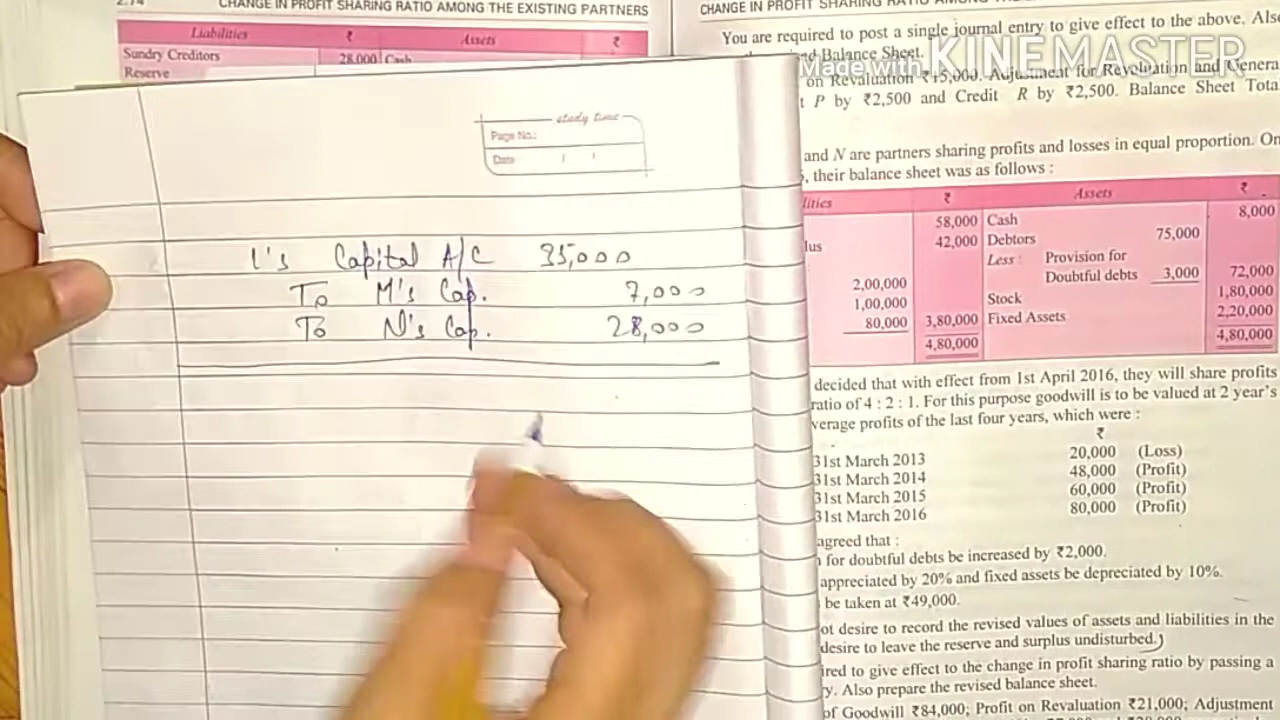 2.14 CHANGE IN PROFIT SHARING RATIO AMONG THE EXISTING PARTNERS
Liabilities ₹ Assets ₹
Sundry Creditors 28,000 Cash
Reserve
study time
Page No.:
Date / /
L's Capital A/C 35,000
To M's Cap. 7,000
To N's Cap. 28,000
CHANGE IN PROFIT SHARING RATIO AMONG THE
You are required to post a single journal entry to give effect to the above. Als
and Balance Sheet.
Made with KINEMASTER
on Revaluation ₹15,000. Adjustment for Revaluation and Genera
t P by ₹2,500 and Credit R by ₹2,500. Balance Sheet Tota
and N are partners sharing profits and losses in equal proportion. On
, their balance sheet was as follows :
lities ₹ Assets ₹
58,000 Cash 8,000
lus 42,000 Debtors 75,000
Less : Provision for
Doubtful debts 3,000 72,000
2,00,000 Stock 1,80,000
1,00,000
80,000 3,80,000 Fixed Assets 2,20,000
4,80,000 4,80,000
decided that with effect from 1st April 2016, they will share profits
ratio of 4 : 2 : 1. For this purpose goodwill is to be valued at 2 year's
verage profits of the last four years, which were :
₹
31st March 2013 20,000 (Loss)
31st March 2014 48,000 (Profit)
31st March 2015 60,000 (Profit)
31st March 2016 80,000 (Profit)
agreed that :
for doubtful debts be increased by ₹2,000.
appreciated by 20% and fixed assets be depreciated by 10%.
be taken at ₹49,000.
ot desire to record the revised values of assets and liabilities in the
desire to leave the reserve and surplus undisturbed.)
ired to give effect to the change in profit sharing ratio by passing a
y. Also prepare the revised balance sheet.
of Goodwill ₹84,000; Profit on Revaluation ₹21,000; Adjustment